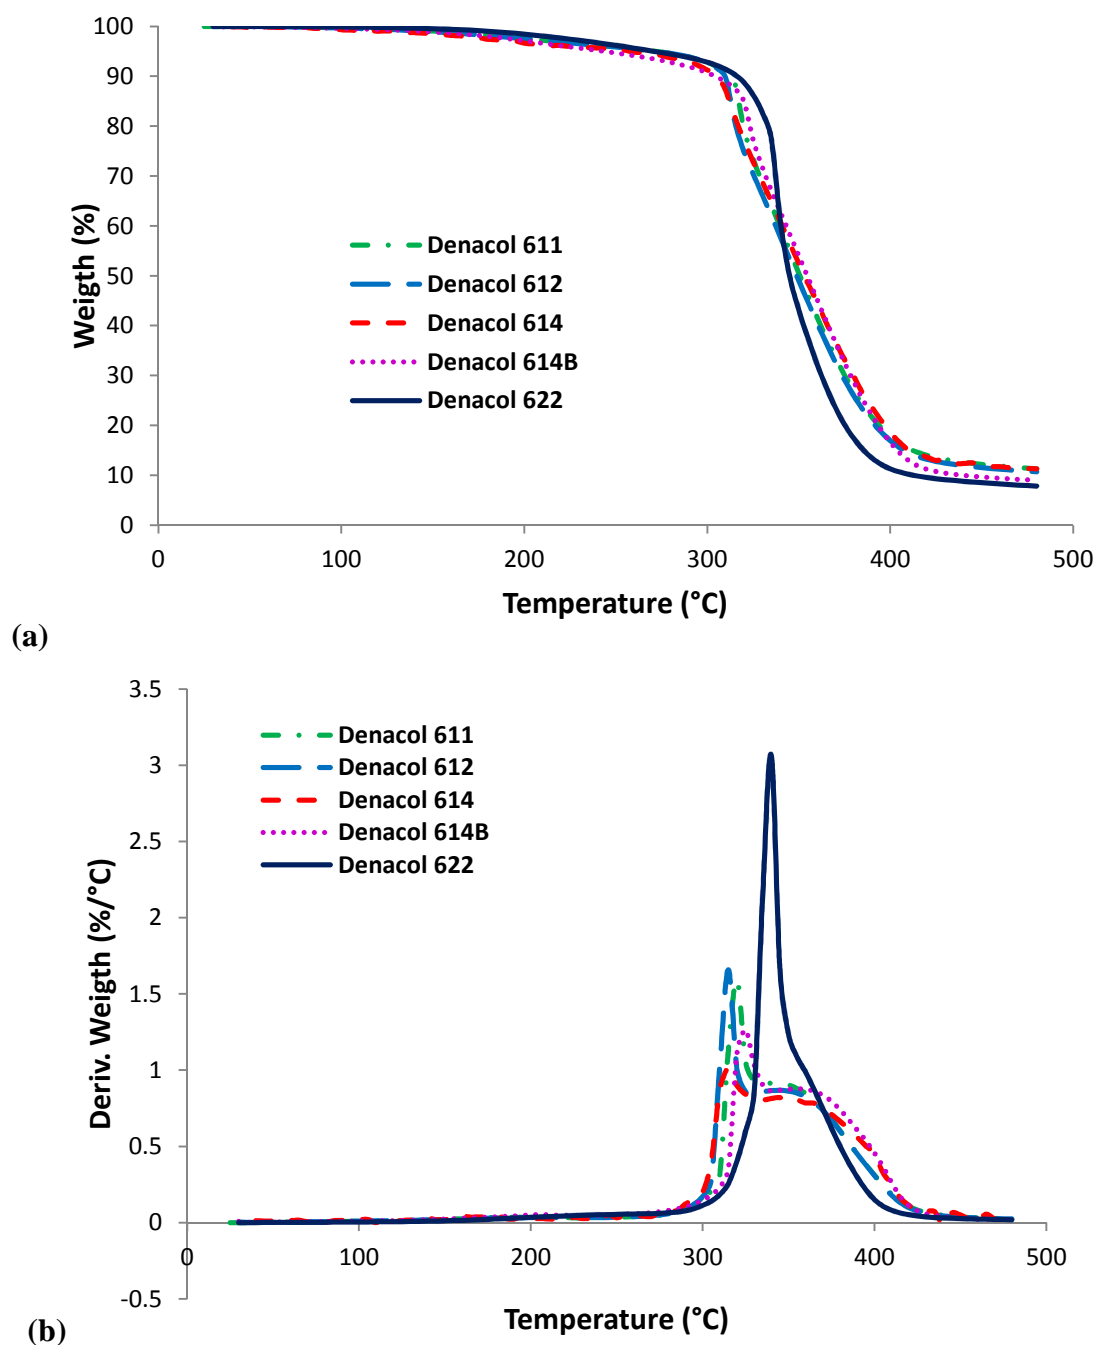 100
90
80
70
60
50
40
30
20
10
0
Weigth (%)
Denacol 611
Denacol 612
Denacol 614
Denacol 614B
Denacol 622
0 100 200 300 400 500
Temperature (°C)
(a)
3.5
3
2.5
2
1.5
1
0.5
0
-0.5
Deriv. Weigth (%/°C)
Denacol 611
Denacol 612
Denacol 614
Denacol 614B
Denacol 622
0 100 200 300 400 500
Temperature (°C)
(b)